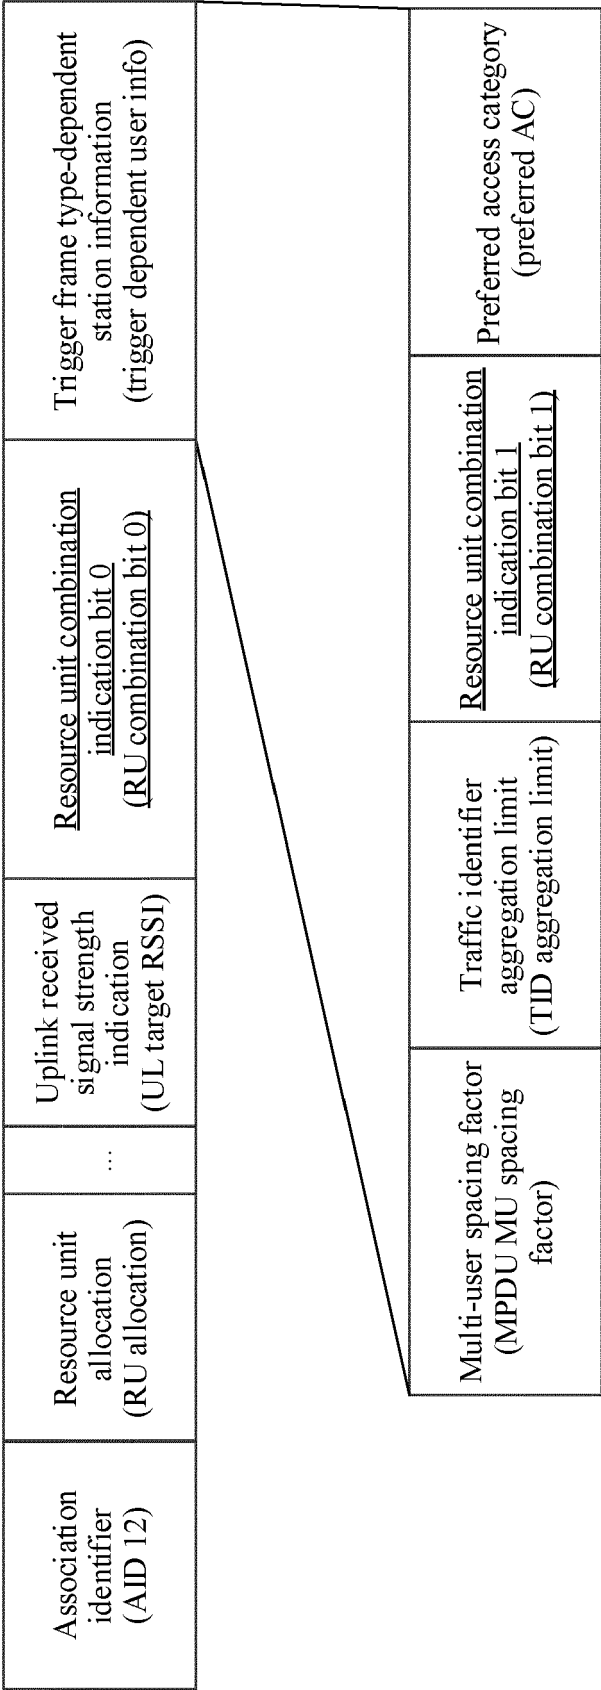 Association
identifier
(AID 12)
Resource unit
allocation
(RU allocation)
...
Uplink received
signal strength
indication
(UL target RSSI)
Resource unit combination
indication bit 0
(RU combination bit 0)
Trigger frame type-dependent
station information
(trigger dependent user info)
Multi-user spacing factor
(MPDU MU spacing
factor)
Traffic identifier
aggregation limit
(TID aggregation limit)
Resource unit combination
indication bit 1
(RU combination bit 1)
Preferred access category
(preferred AC)